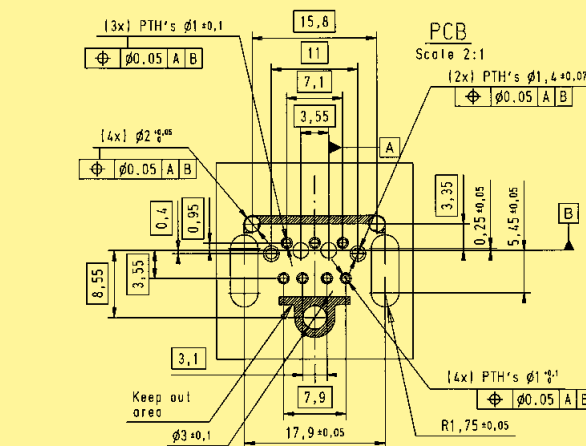 (3x) PTH's ø1 ±0,1
⌖ ø0.05 A B
15,8
PCB
Scale 2:1
11
(2x) PTH's ø1,4 ±0,07
⌖ ø0.05 A B
7,1
3,55
(4x) ø2 +0,05 0
A
⌖ ø0.05 A B
0,4
0,95
3,35
0,25 ±0,05
5,45 ±0,05
B
8,55
3,55
3,1
(4x) PTH's ø1
Keep out
area
7,9
⌖ ø0.05 A B
ø3 ±0,1
17,9 ±0,05
R1,75 ±0,05